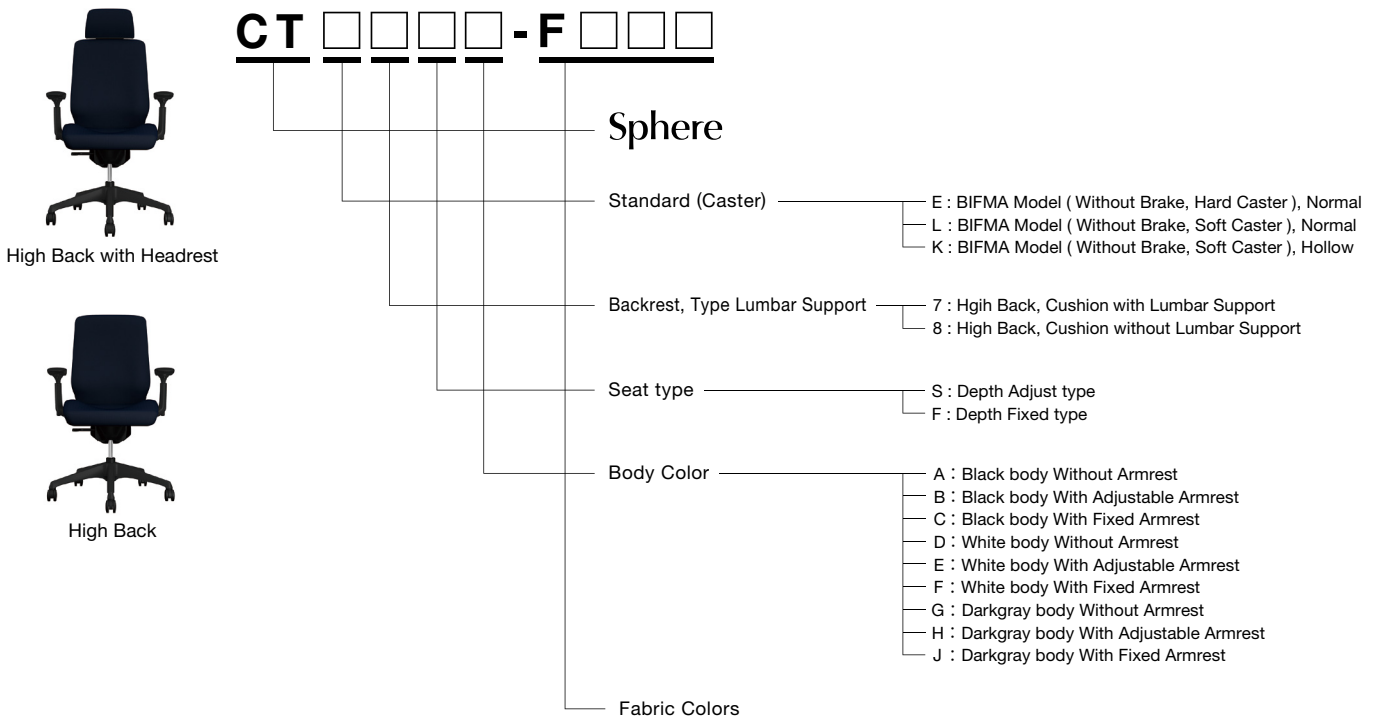 CT □□□□-F□□□
High Back with Headrest
High Back
Sphere
Standard (Caster)
E : BIFMA Model ( Without Brake, Hard Caster ), Normal
L : BIFMA Model ( Without Brake, Soft Caster ), Normal
K : BIFMA Model ( Without Brake, Soft Caster ), Hollow
Backrest, Type Lumbar Support
7 : Hgih Back, Cushion with Lumbar Support
8 : High Back, Cushion without Lumbar Support
Seat type
S : Depth Adjust type
F : Depth Fixed type
Body Color
A：Black body Without Armrest
B：Black body With Adjustable Armrest
C：Black body With Fixed Armrest
D：White body Without Armrest
E：White body With Adjustable Armrest
F：White body With Fixed Armrest
G：Darkgray body Without Armrest
H：Darkgray body With Adjustable Armrest
J：Darkgray body With Fixed Armrest
Fabric Colors